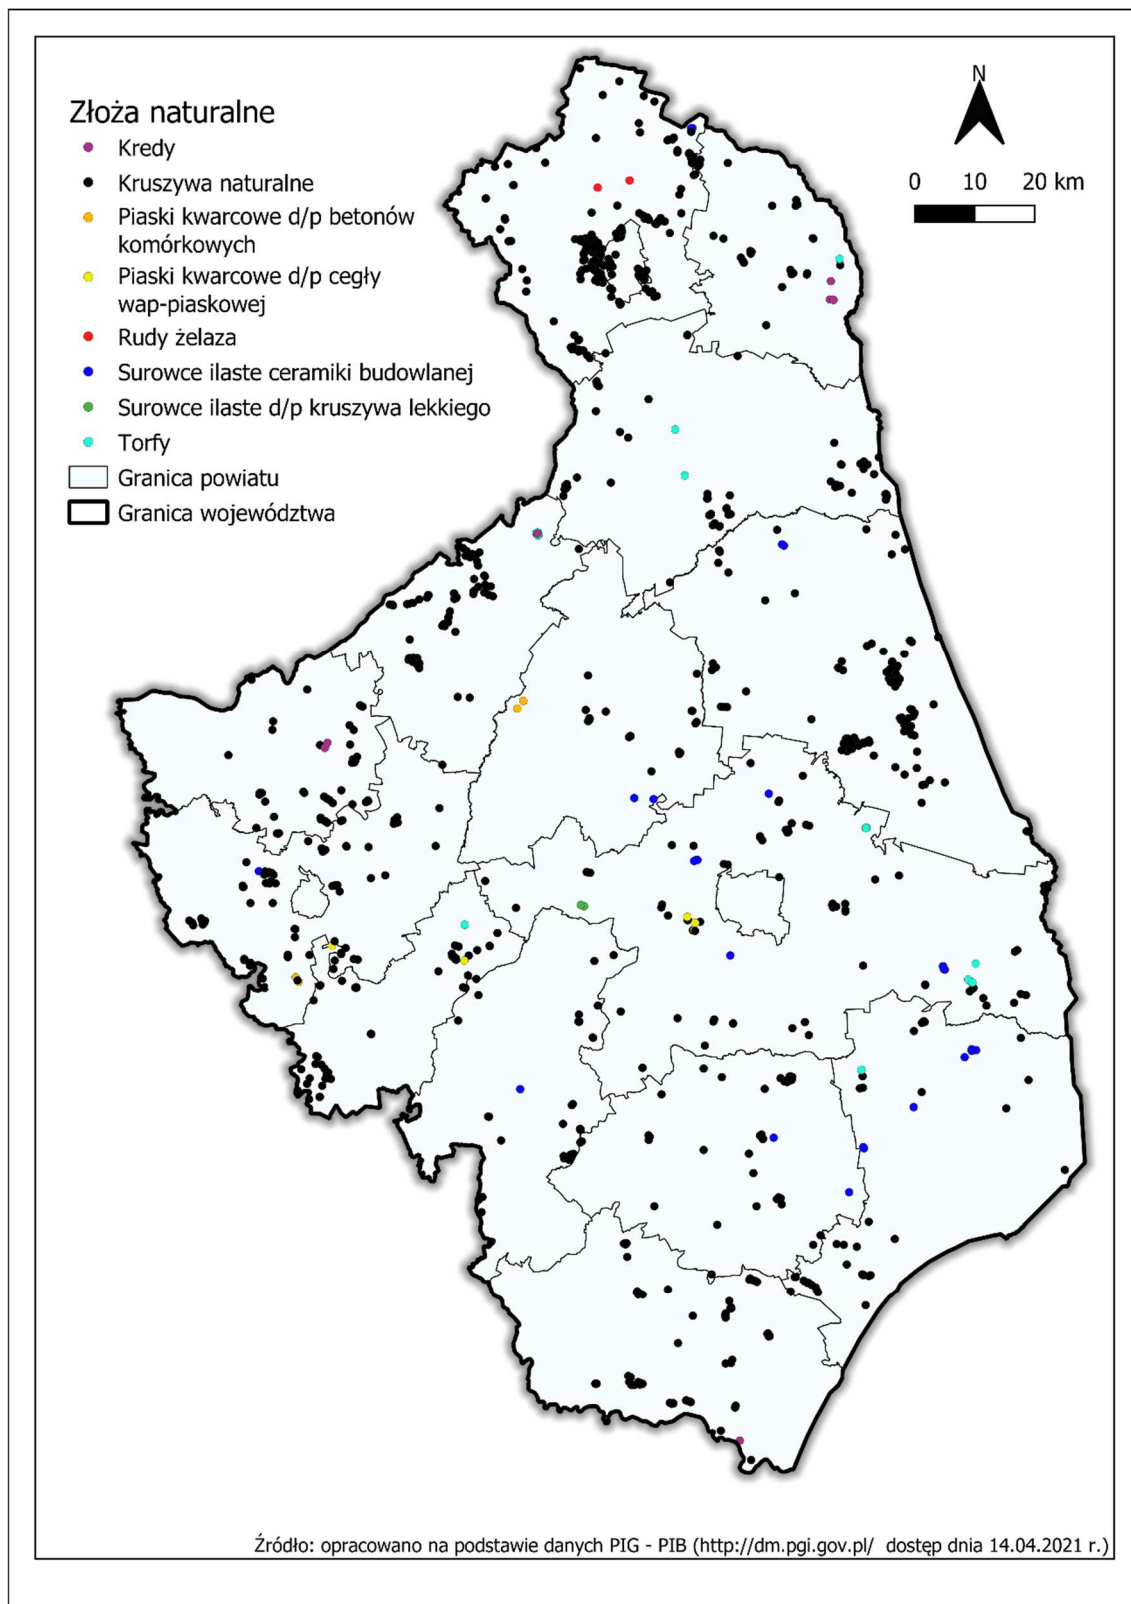 Złoża naturalne
Kredy
Kruszywa naturalne
Piaski kwarcowe d/p betonów
komórkowych
Piaski kwarcowe d/p cegły
wap-piaskowej
Rudy żelaza
Surowce ilaste ceramiki budowlanej
Surowce ilaste d/p kruszywa lekkiego
Torfy
Granica powiatu
Granica województwa
N
0 10 20 km
Źródło: opracowano na podstawie danych PIG - PIB (http://dm.pgi.gov.pl/ dostęp dnia 14.04.2021 r.)